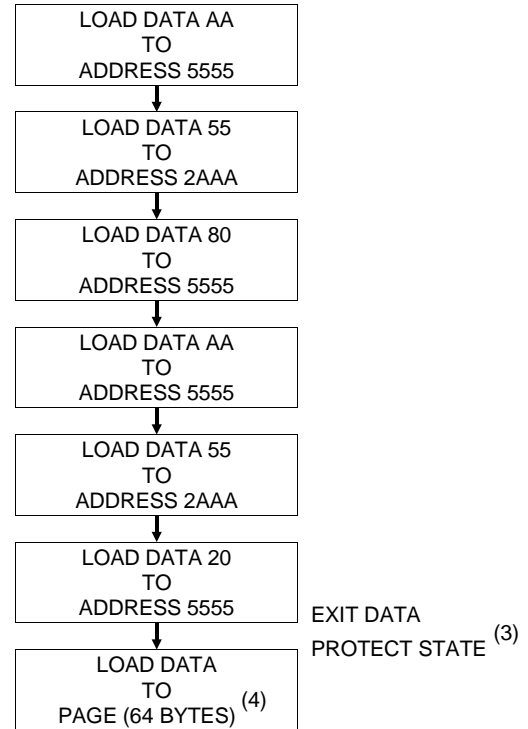 LOAD DATA AA
TO
ADDRESS 5555
LOAD DATA 55
TO
ADDRESS 2AAA
LOAD DATA 80
TO
ADDRESS 5555
LOAD DATA AA
TO
ADDRESS 5555
LOAD DATA 55
TO
ADDRESS 2AAA
LOAD DATA 20
TO
ADDRESS 5555
EXIT DATA
PROTECT STATE (3)
LOAD DATA
TO
PAGE (64 BYTES) (4)